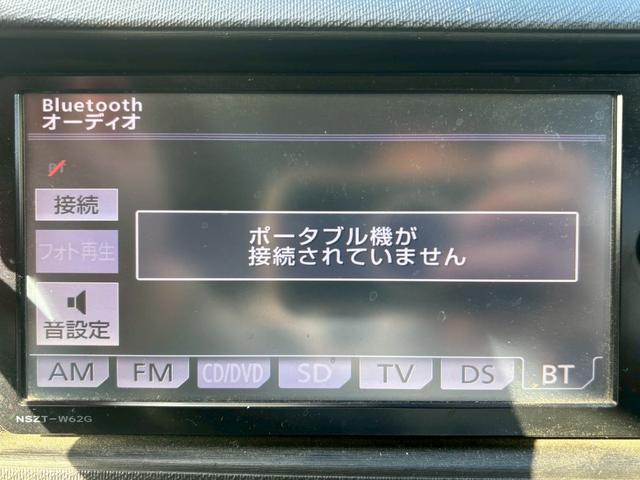 Bluetooth
オーディオ
BT
接続
フォト再生
音設定
ポータブル機が
接続されていません
AM FM CD/DVD SD TV DS BT
NSZT-W62G